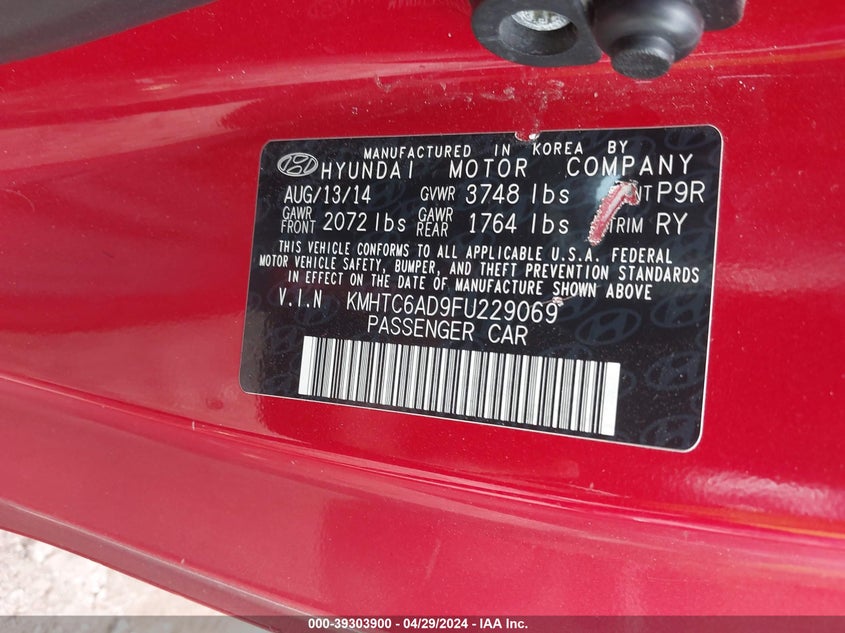 MANUFACTURED IN KOREA BY
HYUNDAI MOTOR COMPANY
AUG/13/14 GVWR 3748 lbs NT P9R
GAWR FRONT 2072 lbs GAWR REAR 1764 lbs TRIM RY
THIS VEHICLE CONFORMS TO ALL APPLICABLE U.S.A. FEDERAL
MOTOR VEHICLE SAFETY, BUMPER, AND THEFT PREVENTION STANDARDS
IN EFFECT ON THE DATE OF MANUFACTURE SHOWN ABOVE
V.I.N KMHTC6AD9FU229069
PASSENGER CAR
000-39303900 - 04/29/2024 - IAA Inc.